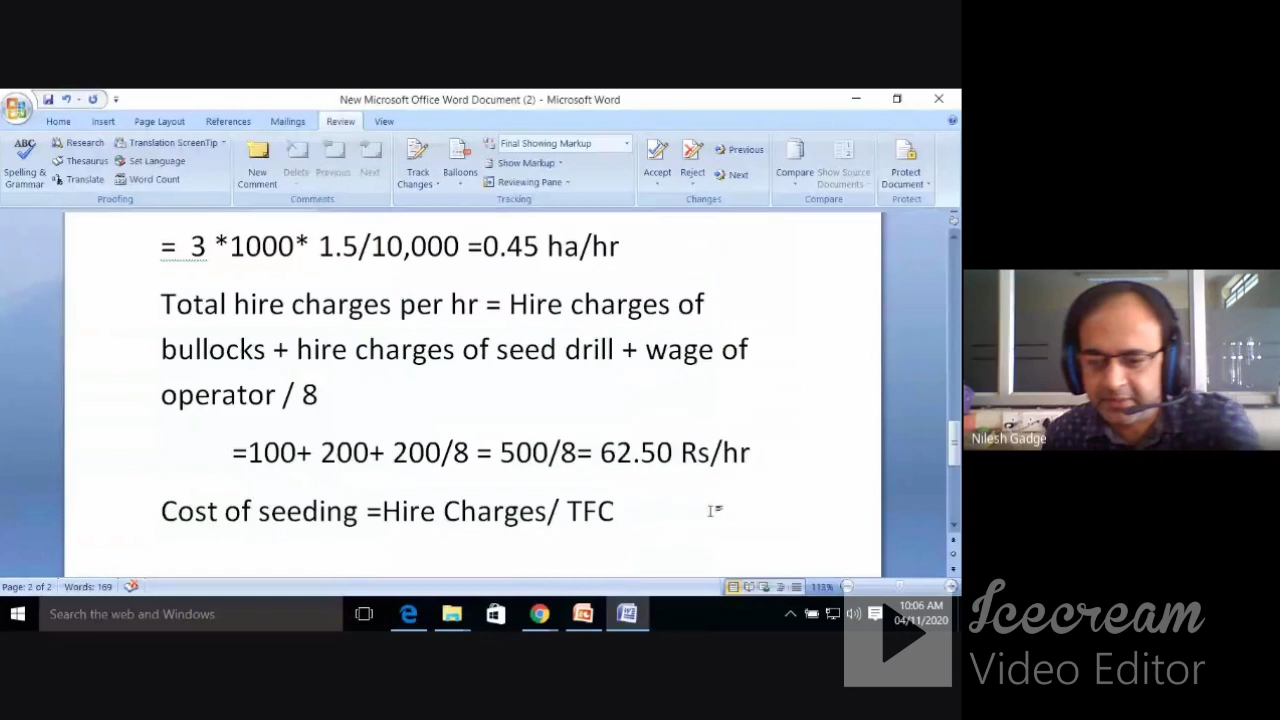 New Microsoft Office Word Document (2) - Microsoft Word
Home Insert Page Layout References Mailings Review View
ABC Research Translation ScreenTip Final Showing Markup Previous
Thesaurus Set Language Show Markup Next
Spelling & Grammar Translate Word Count New Comment Delete Previous Next Track Changes Balloons Reviewing Pane Accept Reject Compare Show Source Documents Protect Document
Proofing Comments Tracking Changes Compare Protect
= 3 *1000* 1.5/10,000 =0.45 ha/hr
Total hire charges per hr = Hire charges of
bullocks + hire charges of seed drill + wage of
operator / 8
=100+ 200+ 200/8 = 500/8= 62.50 Rs/hr
Cost of seeding =Hire Charges/ TFC
Nilesh Gadge
Page: 2 of 2 Words: 169 113%
Search the web and Windows
10:06 AM
04/11/2020
Icecream
Video Editor